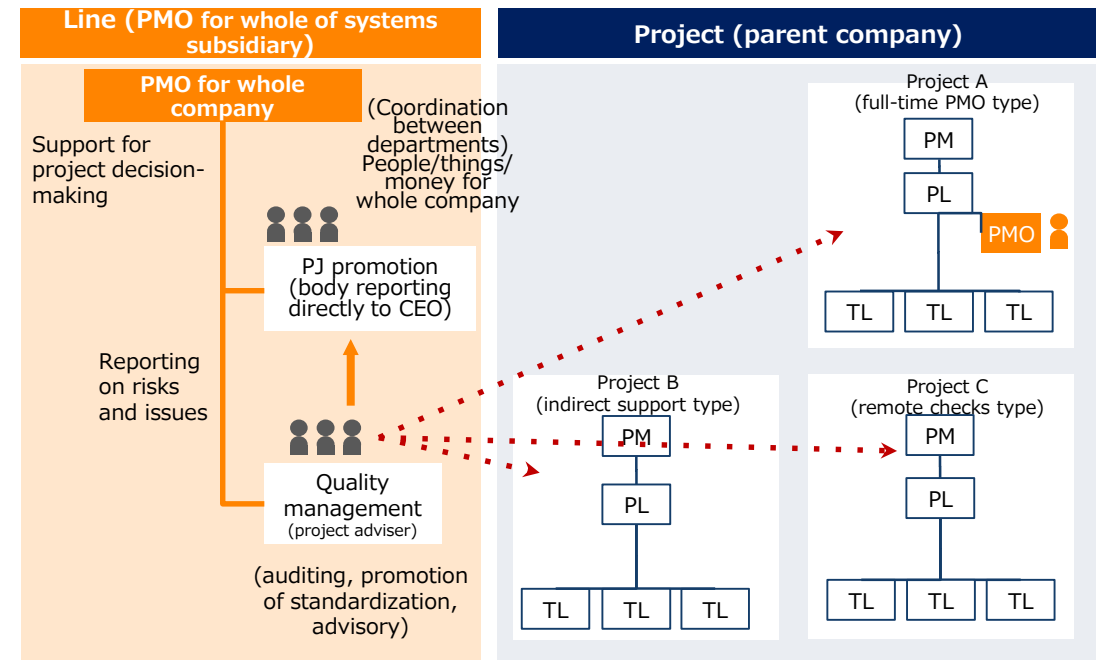 Line (PMO for whole of systems
subsidiary)
Project (parent company)
PMO for whole
company
(Coordination
between
departments)
People/things/
money for
whole company
Support for
project decision-
making
PJ promotion
(body reporting
directly to CEO)
Reporting
on risks
and issues
Quality
management
(project adviser)
(auditing, promotion
of standardization,
advisory)
Project A
(full-time PMO type)
PM
PL
PMO
TL TL TL
Project B
(indirect support type)
PM
PL
TL TL TL
Project C
(remote checks type)
PM
PL
TL TL TL